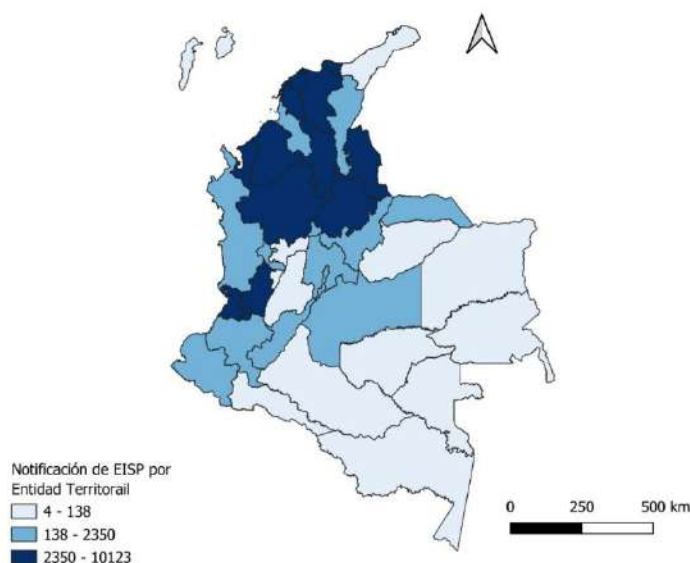 Notificación de EISP por
Entidad Territorail
4 - 138
138 - 2350
2350 - 10123
0 250 500 km